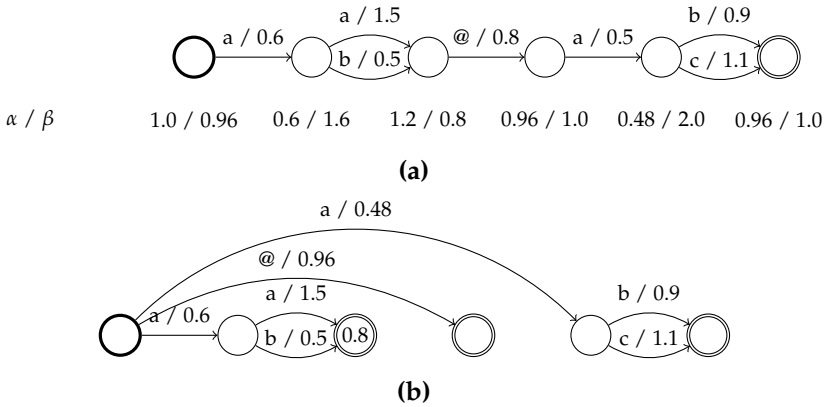 a / 1.5
b / 0.9
a / 0.6
@ / 0.8
a / 0.5
b / 0.5
c / 1.1
α / β
1.0 / 0.96
0.6 / 1.6
1.2 / 0.8
0.96 / 1.0
0.48 / 2.0
0.96 / 1.0
(a)
a / 0.48
@ / 0.96
a / 1.5
b / 0.9
a / 0.6
b / 0.5
0.8
c / 1.1
(b)